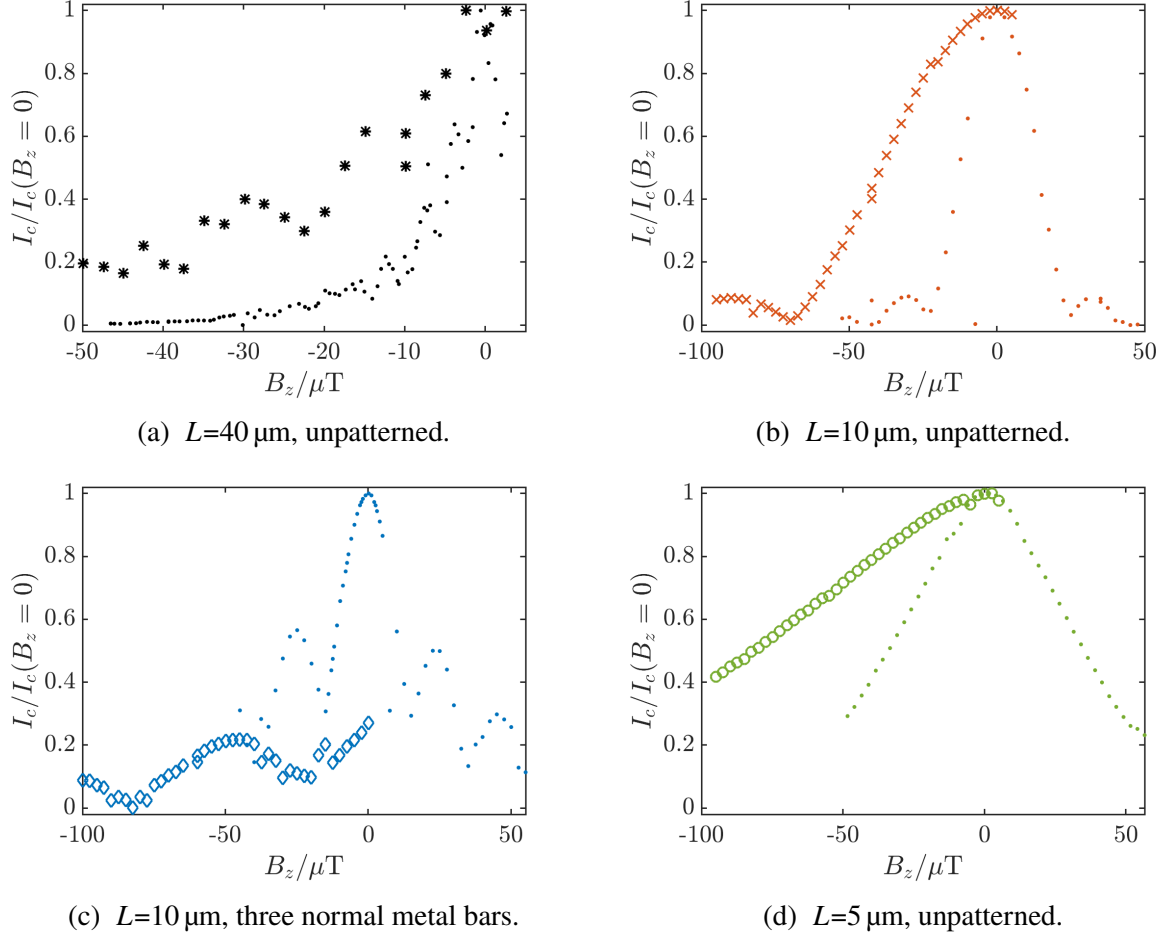 1
0.8
0.6
0.4
0.2
0
I_c/I_c(B_z = 0)
-50 -40 -30 -20 -10 0
B_z/μT
(a) L=40 μm, unpatterned.
1
0.8
0.6
0.4
0.2
0
I_c/I_c(B_z = 0)
-100 -50 0 50
B_z/μT
(b) L=10 μm, unpatterned.
1
0.8
0.6
0.4
0.2
0
I_c/I_c(B_z = 0)
-100 -50 0 50
B_z/μT
(c) L=10 μm, three normal metal bars.
1
0.8
0.6
0.4
0.2
0
I_c/I_c(B_z = 0)
-100 -50 0 50
B_z/μT
(d) L=5 μm, unpatterned.